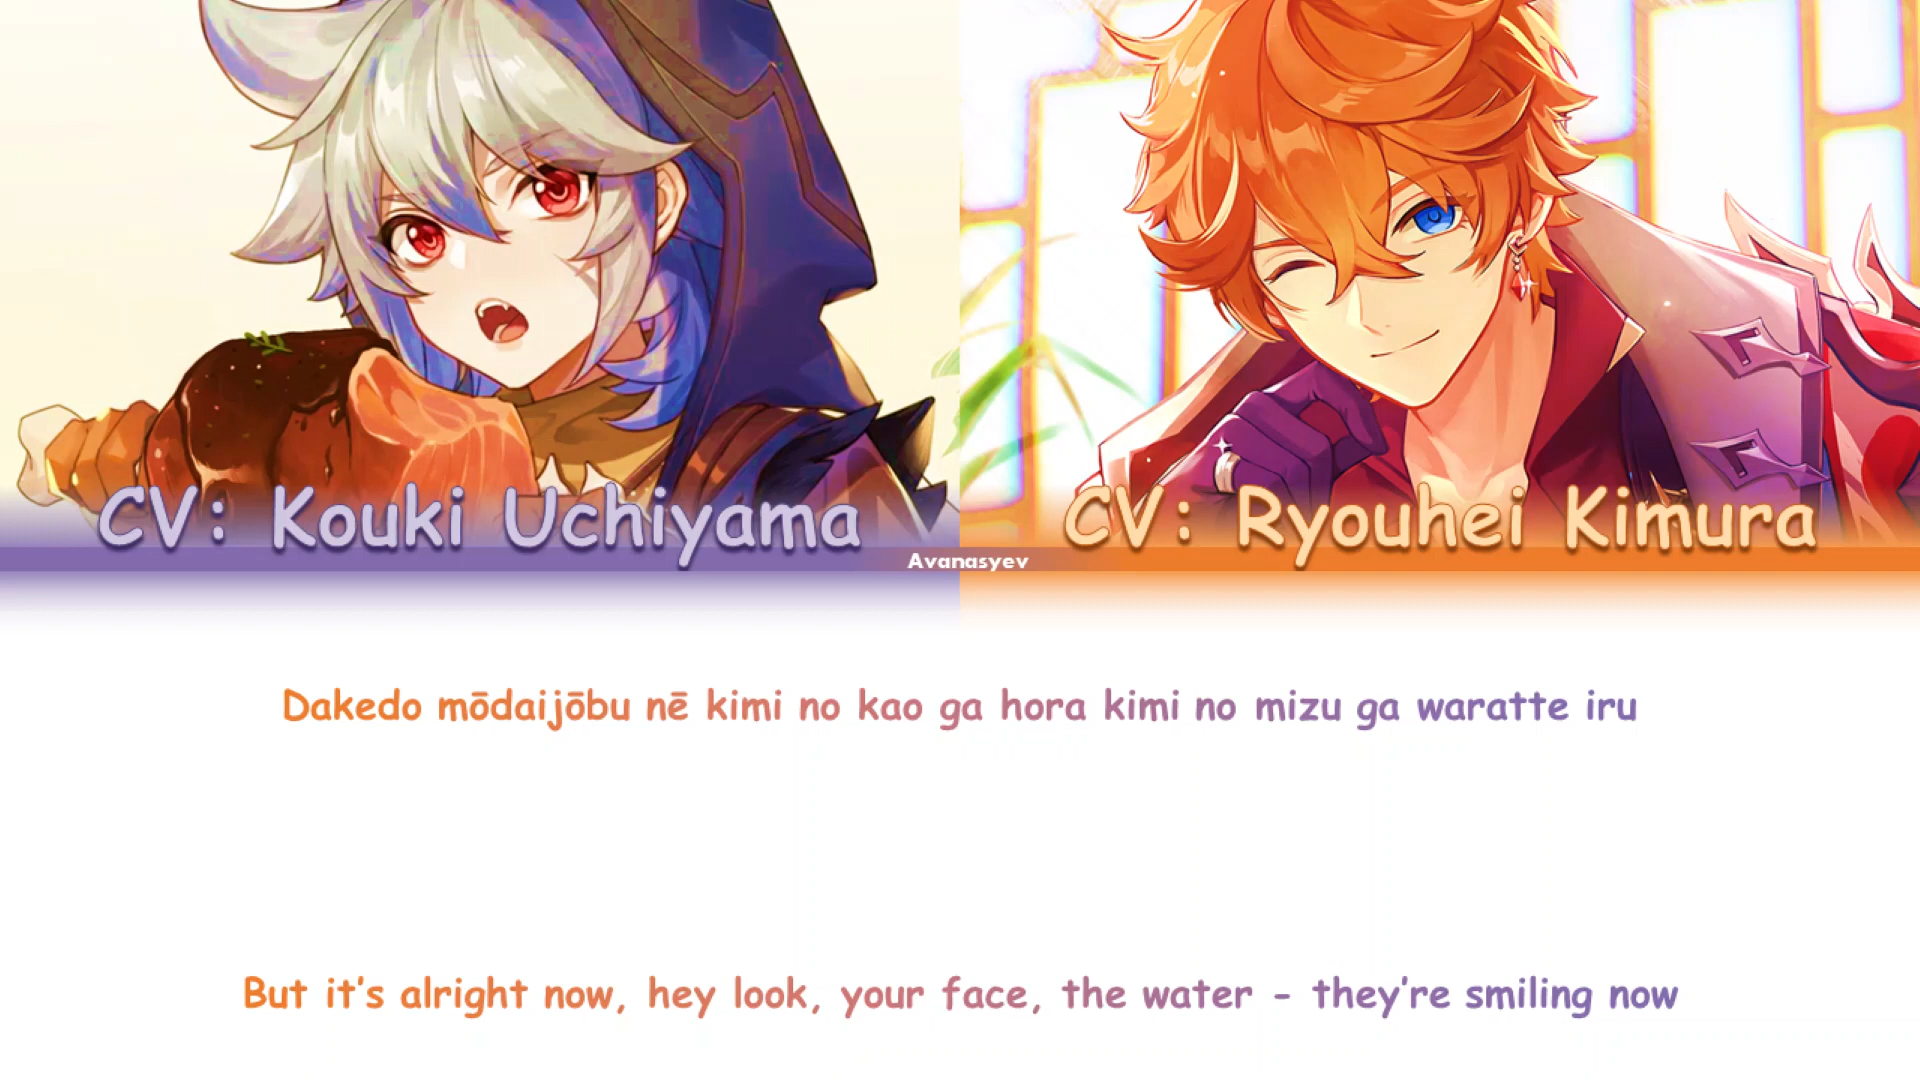 CV: Kouki Uchiyama
CV: Ryouhei Kimura
Avanasyev
Dakedo mōdaijōbu nē kimi no kao ga hora kimi no mizu ga waratte iru
But it's alright now, hey look, your face, the water - they're smiling now